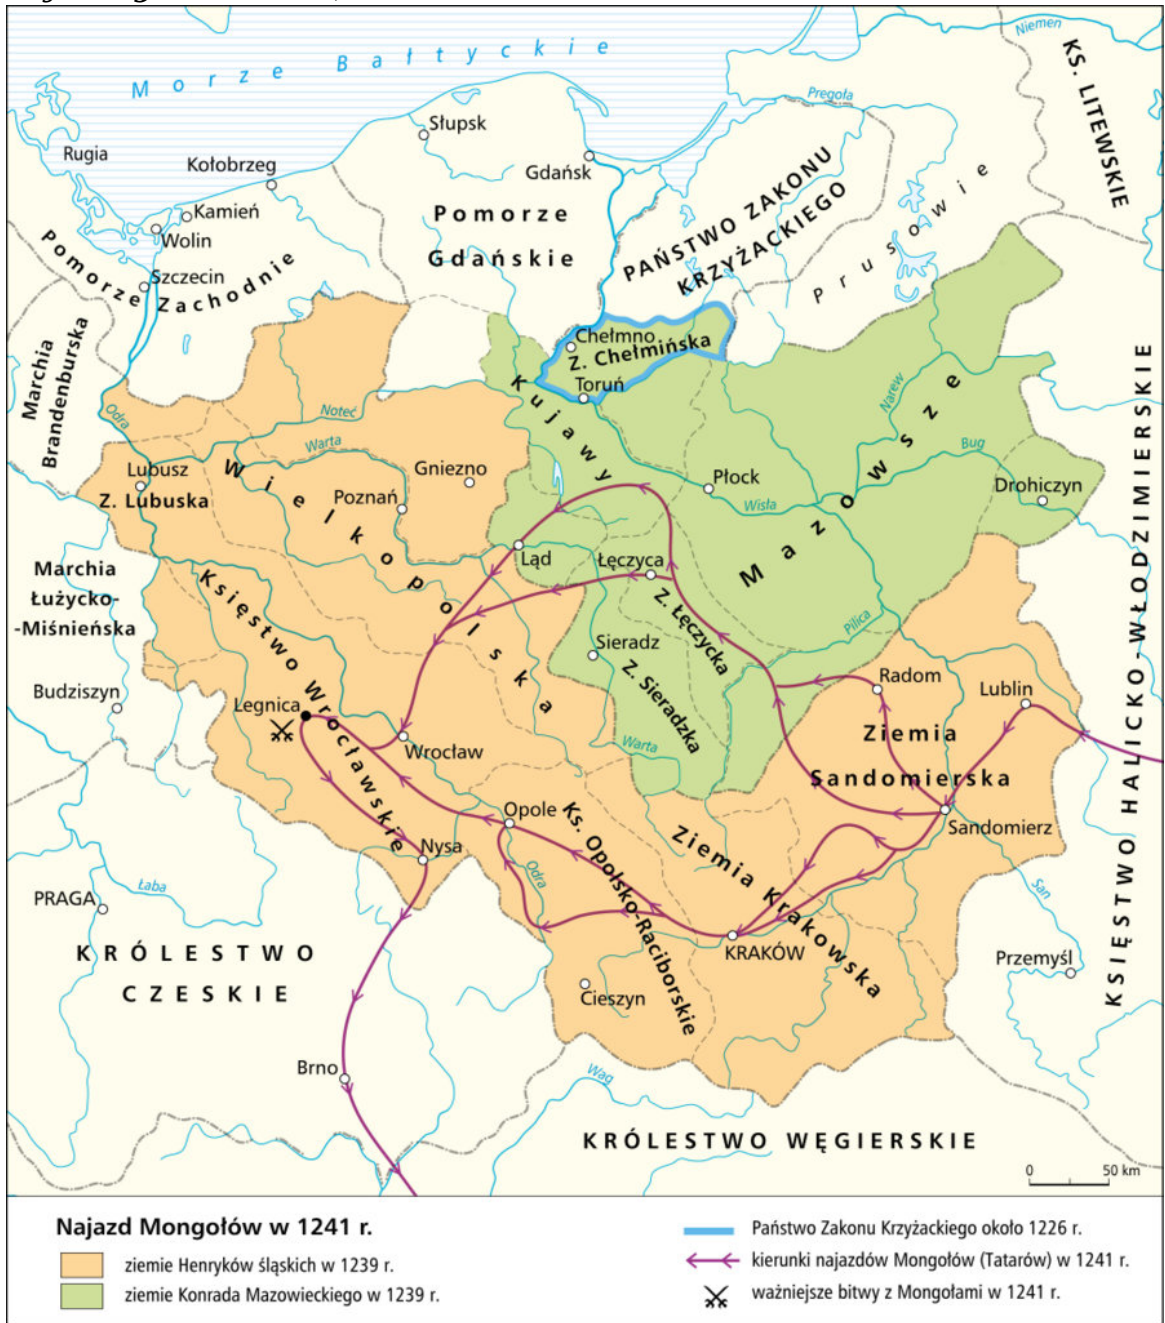 Morze Bałtyckie
Niemen
KS. LITEWSKIE
Pregoła
Słupsk
Rugia
Kołobrzeg
Gdańsk
Kamień
Wolin
Pomorze
Gdańskie
PAŃSTWO ZAKONU
KRZYŻACKIEGO
Prusowie
Pomorze Zachodnie
Szczecin
Marchia
Brandenburska
Chełmno
Z. Chełmińska
Toruń
Kujawy
Odra
Noteć
Warta
Gniezno
Narew
Bug
Lubusz
Z. Lubuska
Wielkopolska
Poznań
Płock
Wisła
Mazowsze
Drohiczyn
KSIĘSTWO HALICKO-WŁODZIMIERSKIE
Ląd
Łęczyca
Z. Łęczycka
Marchia
Łużycko-
-Miśnieńska
Księstwo Wrocławskie
Pilica
Sieradz
Z. Sieradzka
Budziszyn
Legnica
Radom
Lublin
Wrocław
Warta
Ziemia
Sandomierska
Opole
Ks. Opolsko-Raciborskie
Ziemia Krakowska
Sandomierz
Nysa
Odra
San
PRAGA
Łaba
KRÓLESTWO
CZESKIE
KRAKÓW
Przemyśl
Cieszyn
Brno
Wag
KRÓLESTWO WĘGIERSKIE
0 50 km
Najazd Mongołów w 1241 r.
ziemie Henryków śląskich w 1239 r.
ziemie Konrada Mazowieckiego w 1239 r.
Państwo Zakonu Krzyżackiego około 1226 r.
kierunki najazdów Mongołów (Tatarów) w 1241 r.
ważniejsze bitwy z Mongołami w 1241 r.